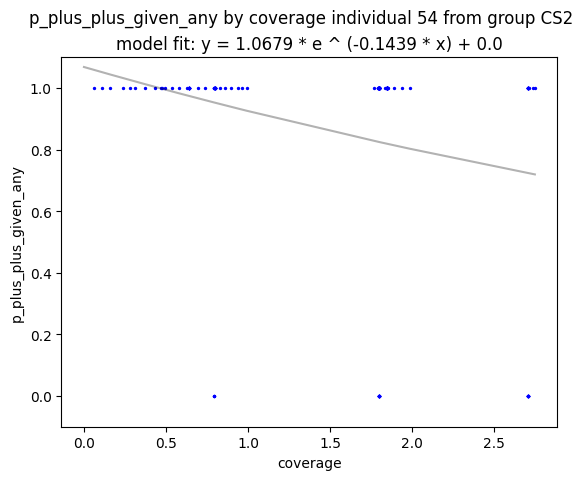 p_plus_plus_given_any by coverage individual 54 from group CS2
model fit: y = 1.0679 * e ^ (-0.1439 * x) + 0.0
1.0
0.8
0.6
0.4
0.2
0.0
p_plus_plus_given_any
0.0 0.5 1.0 1.5 2.0 2.5
coverage